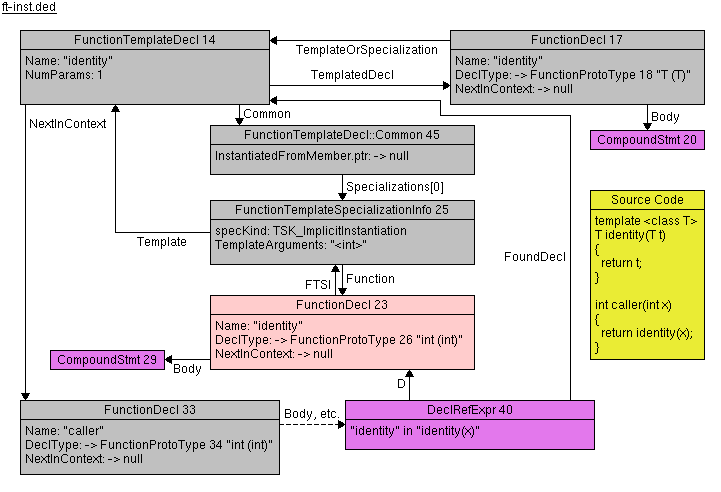 ft-inst.ded
FunctionTemplateDecl 14
Name: "identity"
NumParams: 1
TemplateOrSpecialization
TemplatedDecl
FunctionDecl 17
Name: "identity"
DeclType: -> FunctionProtoType 18 "T (T)"
NextInContext: -> null
NextInContext
Common
Body
FunctionTemplateDecl::Common 45
InstantiatedFromMember.ptr: -> null
CompoundStmt 20
Specializations[0]
FunctionTemplateSpecializationInfo 25
specKind: TSK_ImplicitInstantiation
TemplateArguments: "<int>"
Template
Source Code
template <class T>
T identity(T t)
{
return t;
}
int caller(int x)
{
return identity(x);
}
FoundDecl
FTSI
Function
FunctionDecl 23
Name: "identity"
DeclType: -> FunctionProtoType 26 "int (int)"
NextInContext: -> null
CompoundStmt 29
Body
D
FunctionDecl 33
Name: "caller"
DeclType: -> FunctionProtoType 34 "int (int)"
NextInContext: -> null
Body, etc.
DeclRefExpr 40
"identity" in "identity(x)"